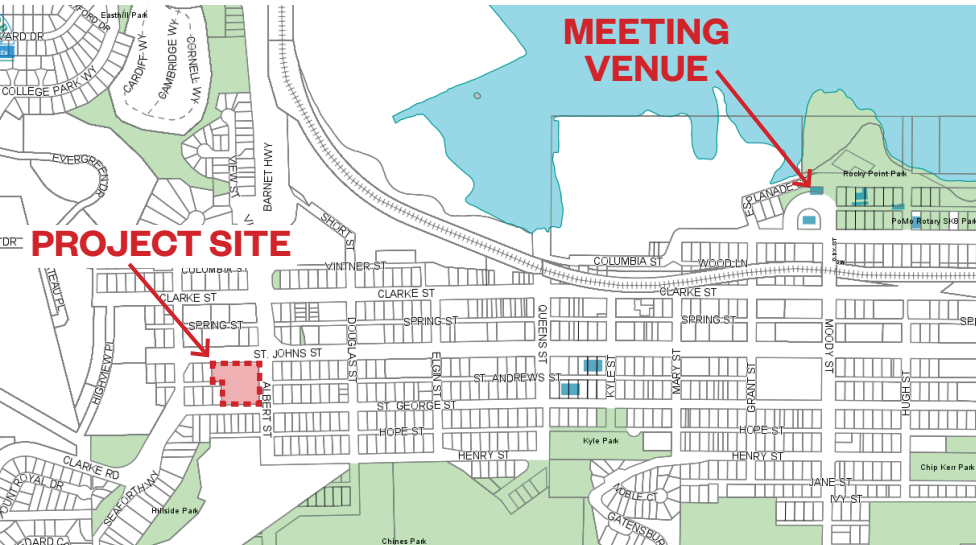 Easthill Park
MEETING
VENUE
COLLEGE PARK WY
CARDIFF WY
CAMBRIDGE WY
CORNELL WY
EVERGREEN DR
VIEW ST
BARNET HWY
Rocky Point Park
ESPLANADE
PoMo Rotary SK8 Park
SHORT ST
PROJECT SITE
COLUMBIA ST
VINTNER ST
COLUMBIA ST
WOOD LN
CLARKE ST
CLARKE ST
CLARKE ST
SPRING ST
SPRING ST
SPRING ST
HIGHVIEW PL
DOUGLAS ST
QUEENS ST
MOODY ST
ST. JOHNS ST
ELGIN ST
KYLE ST
MARY ST
GRANT ST
HUGH ST
ST. ANDREWS ST
ALBERT ST
ST. GEORGE ST
HOPE ST
HOPE ST
Kyle Park
HENRY ST
HENRY ST
CLARKE RD
SEAFORTH WY
Chip Kerr Park
JANE ST
IVY ST
NOBLE CT
Hillside Park
GATENSBUR
Chines Park